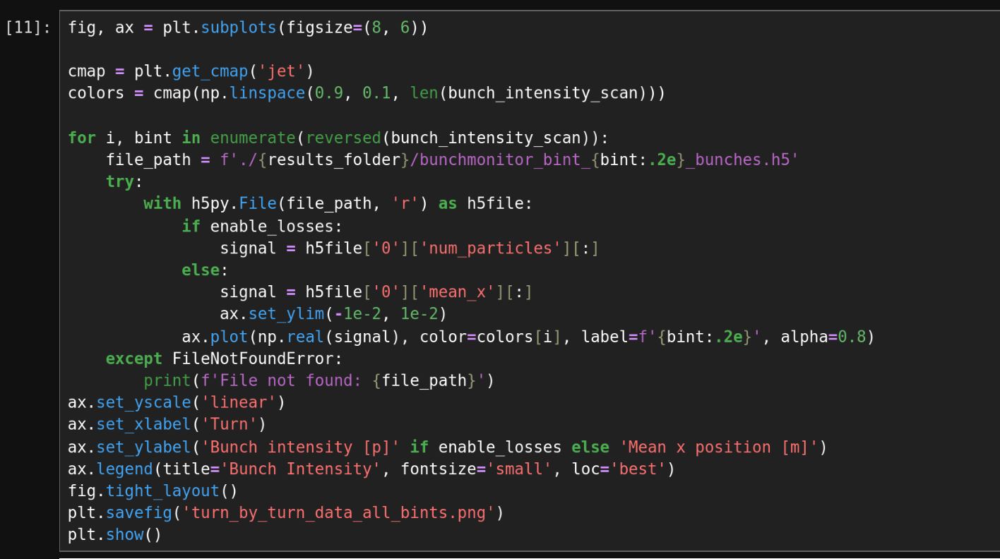 [11]: fig, ax = plt.subplots(figsize=(8, 6))

cmap = plt.get_cmap('jet')
colors = cmap(np.linspace(0.9, 0.1, len(bunch_intensity_scan)))

for i, bint in enumerate(reversed(bunch_intensity_scan)):
    file_path = f'./{results_folder}/bunchmonitor_bint_{bint:.2e}_bunches.h5'
    try:
        with h5py.File(file_path, 'r') as h5file:
            if enable_losses:
                signal = h5file['0']['num_particles'][:]
            else:
                signal = h5file['0']['mean_x'][:]
                ax.set_ylim(-1e-2, 1e-2)
            ax.plot(np.real(signal), color=colors[i], label=f'{bint:.2e}', alpha=0.8)
    except FileNotFoundError:
        print(f'File not found: {file_path}')
ax.set_yscale('linear')
ax.set_xlabel('Turn')
ax.set_ylabel('Bunch intensity [p]' if enable_losses else 'Mean x position [m]')
ax.legend(title='Bunch Intensity', fontsize='small', loc='best')
fig.tight_layout()
plt.savefig('turn_by_turn_data_all_bints.png')
plt.show()